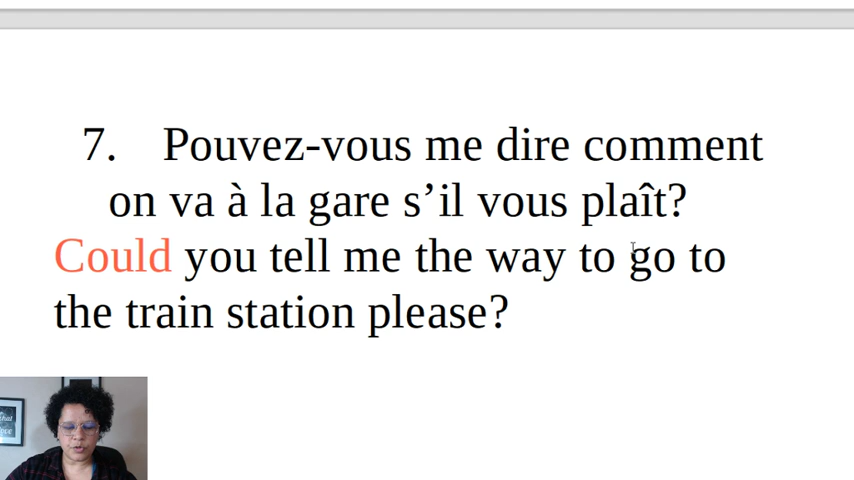 7. Pouvez-vous me dire comment
on va à la gare s’il vous plaît?
Could you tell me the way to go to
the train station please?